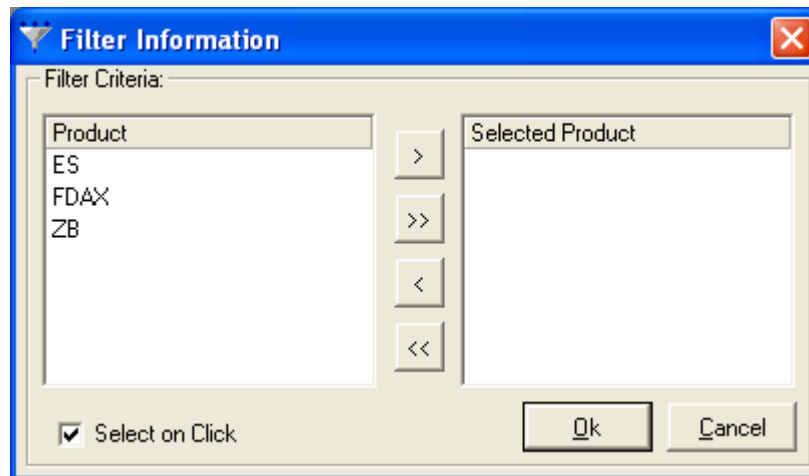 Filter Information
Filter Criteria:
Product
ES
FDAX
ZB
>
>>
<
<<
Selected Product
Select on Click
Ok
Cancel